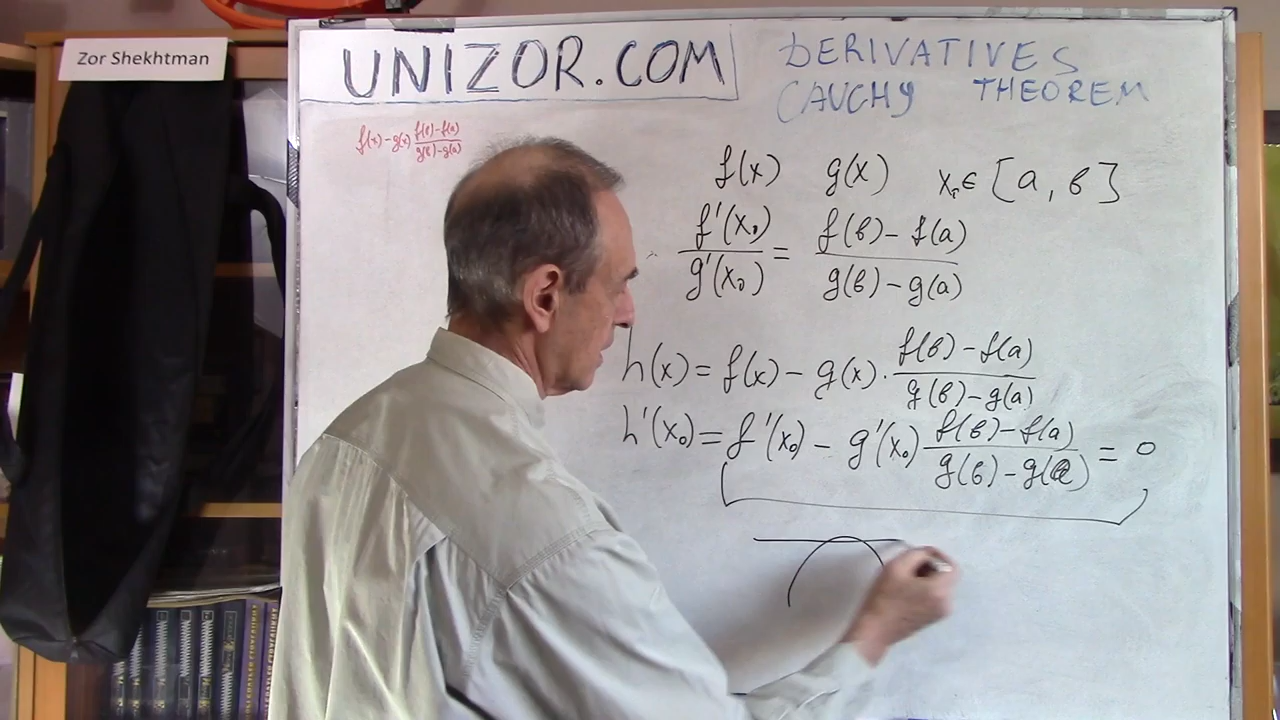 Zor Shekhtman
UNIZOR.COM
DERIVATIVES
CAUCHY THEOREM
f(x) - g(x) f(b)-f(a) / g(b)-g(a)
f(x) g(x) x₀∈[a, b]
f'(x₀) / g'(x₀) = f(b) - f(a) / g(b) - g(a)
h(x) = f(x) - g(x) · f(b) - f(a) / g(b) - g(a)
h'(x₀) = f'(x₀) - g'(x₀) f(b) - f(a) / g(b) - g(a) = 0